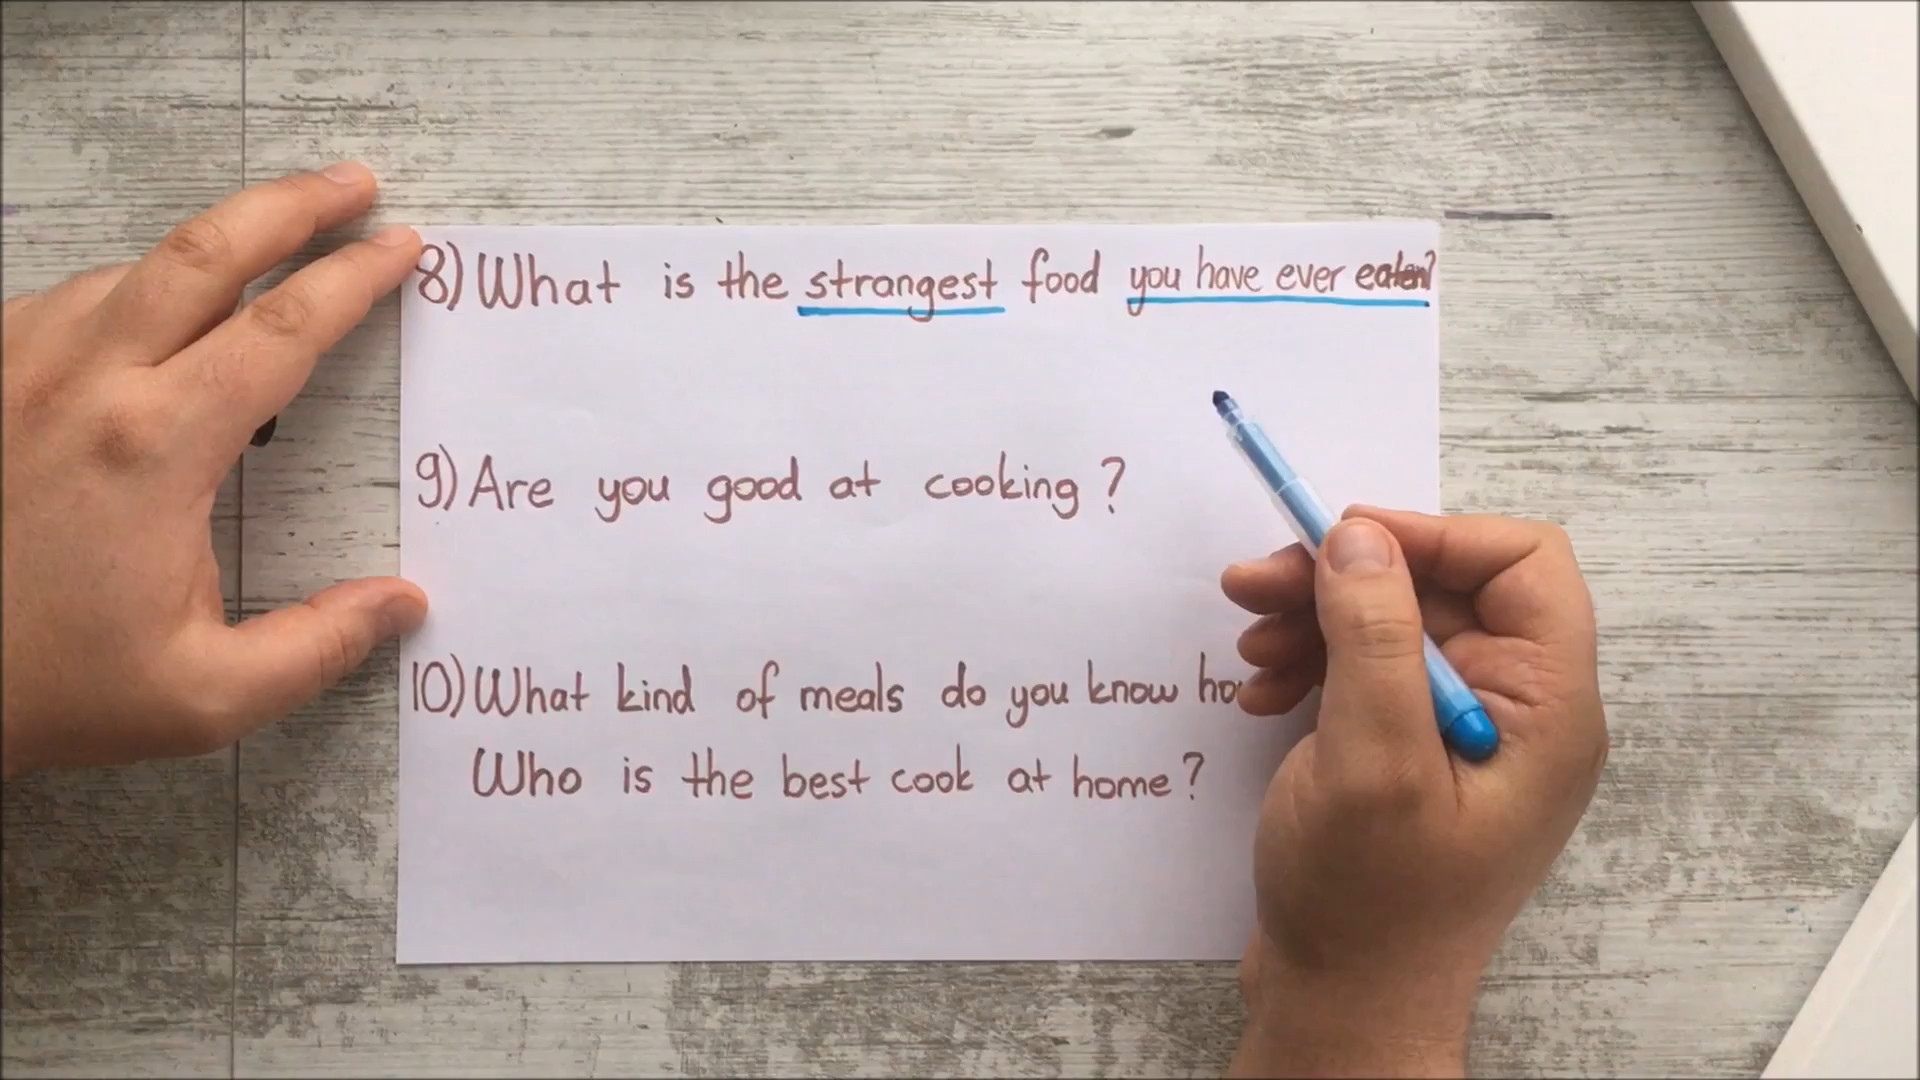 8) What is the strangest food you have ever eaten?
9) Are you good at cooking?
10) What kind of meals do you know
Who is the best cook at home?